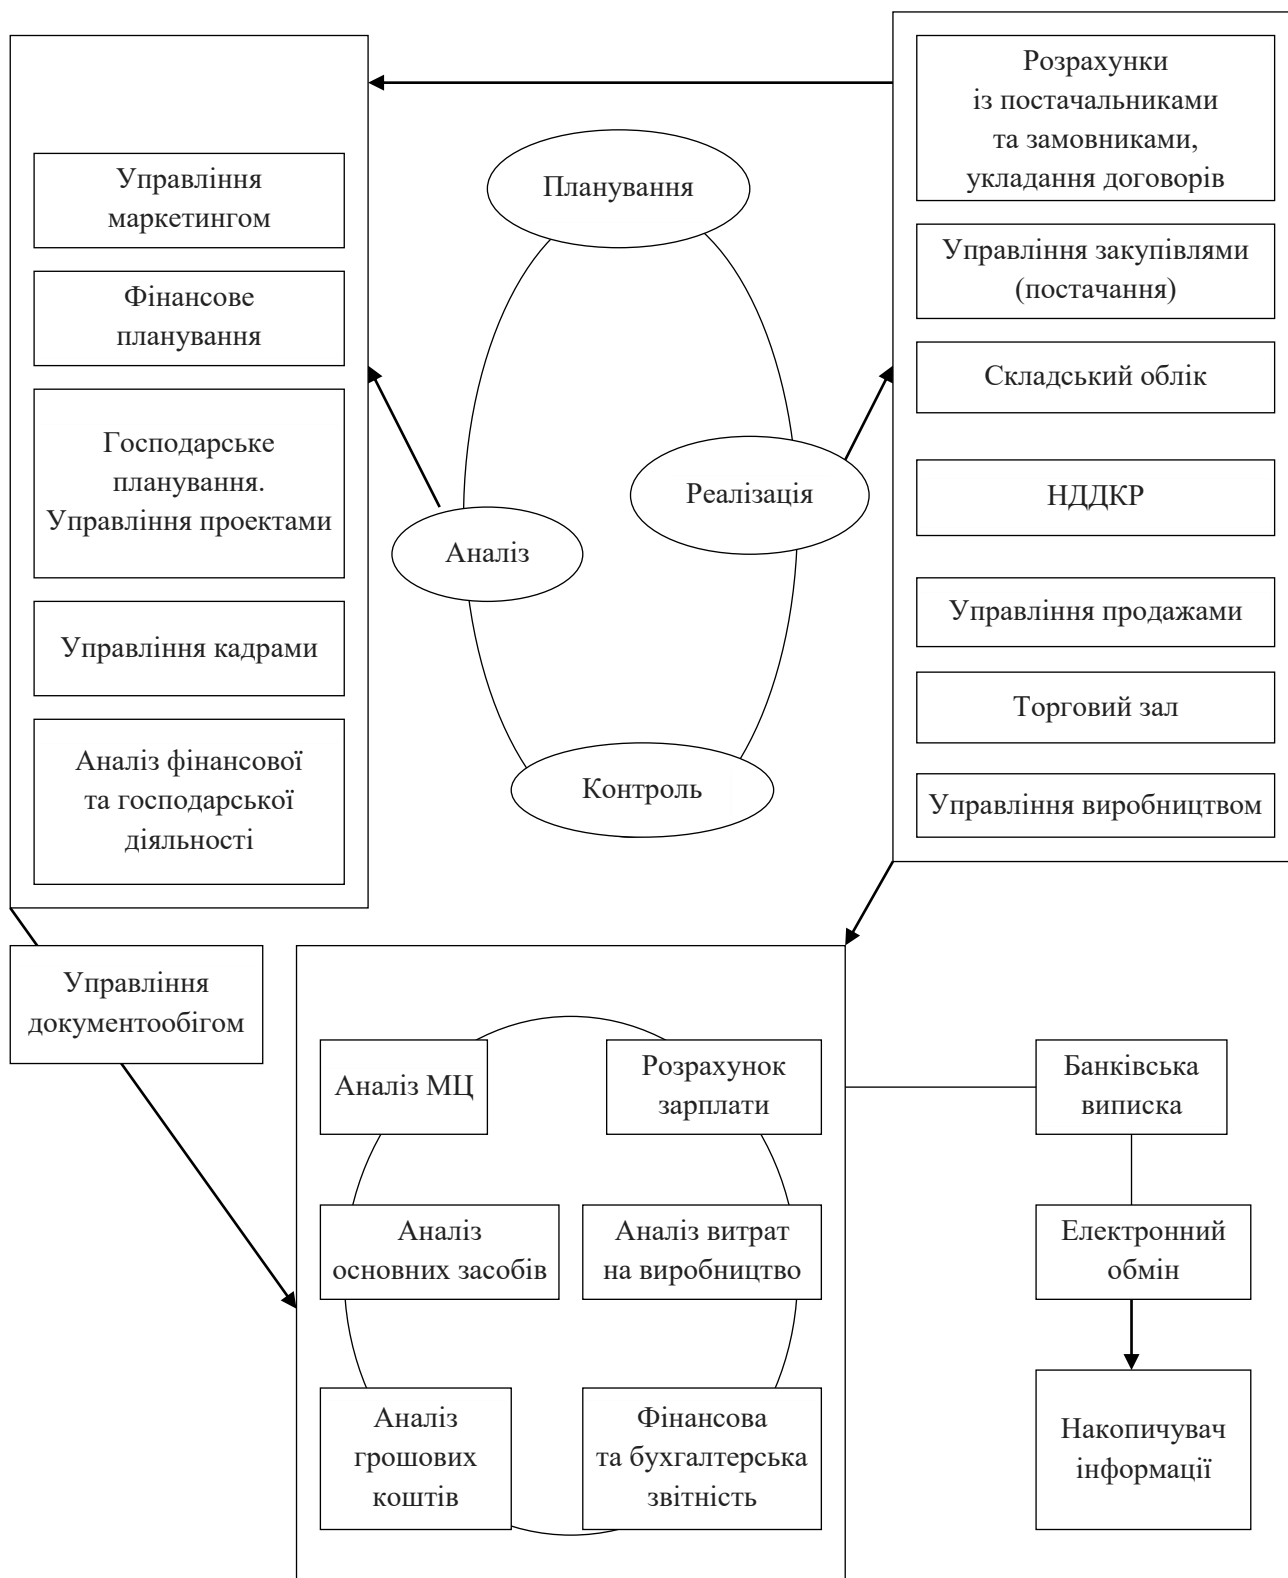 Управління
маркетингом
Фінансове
планування
Господарське
планування.
Управління проектами
Управління кадрами
Аналіз фінансової
та господарської
діяльності
Планування
Реалізація
Аналіз
Контроль
Розрахунки
із постачальниками
та замовниками,
укладання договорів
Управління закупівлями
(постачання)
Складський облік
НДДКР
Управління продажами
Торговий зал
Управління виробництвом
Управління
документообігом
Аналіз МЦ
Розрахунок
зарплати
Аналіз
основних засобів
Аналіз витрат
на виробництво
Аналіз
грошових
коштів
Фінансова
та бухгалтерська
звітність
Банківська
виписка
Електронний
обмін
Накопичувач
інформації